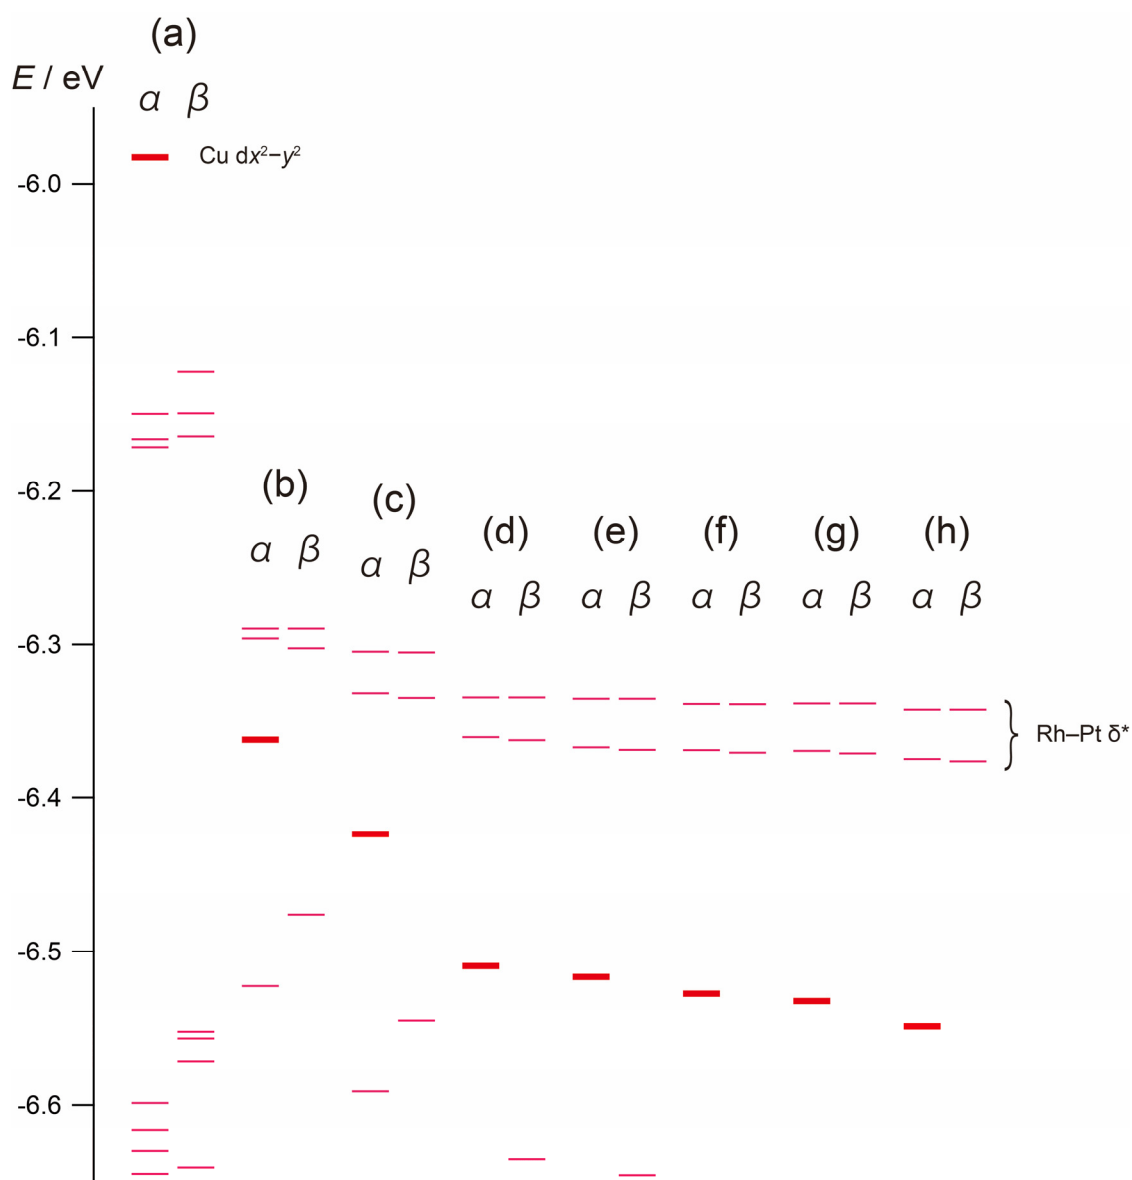 (a)
E / eV
α β
Cu dx²−y²
-6.0
-6.1
-6.2
(b) (c) (d) (e) (f) (g) (h)
α β α β α β α β α β α β α β
-6.3
Rh–Pt δ*
-6.4
-6.5
-6.6